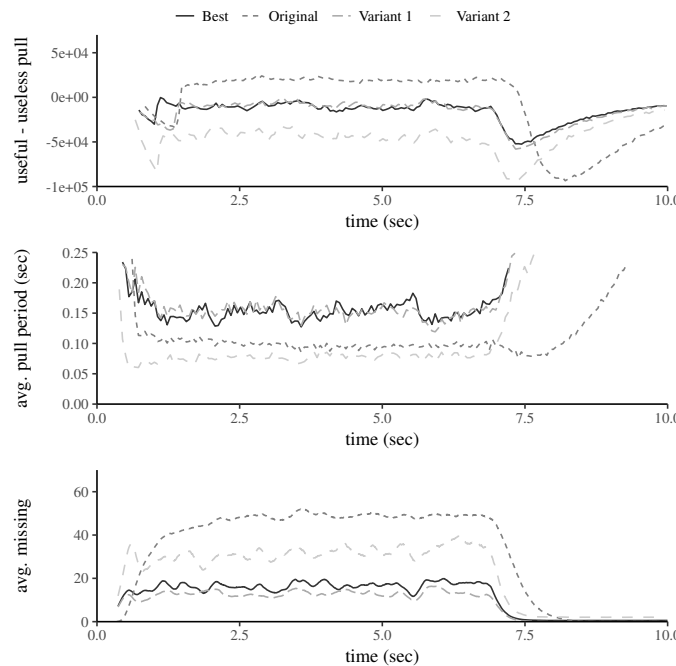 Best Original Variant 1 Variant 2
useful - useless pull
5e+04
0e+00
-5e+04
-1e+05
0.0 2.5 5.0 7.5 10.0
time (sec)
avg. pull period (sec)
0.25
0.20
0.15
0.10
0.05
0.00
0.0 2.5 5.0 7.5 10.0
time (sec)
avg. missing
60
40
20
0
0.0 2.5 5.0 7.5 10.0
time (sec)